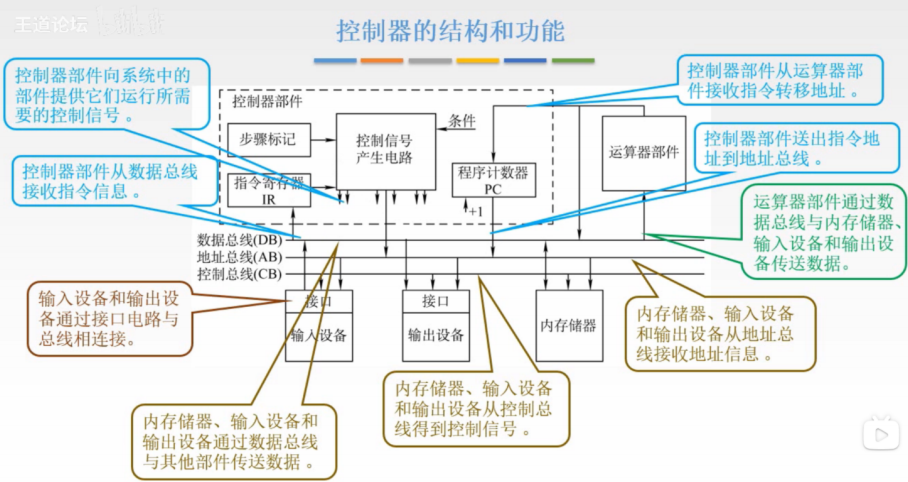 王道论坛
控制器的结构和功能
控制器部件向系统中的
部件提供它们运行所需
要的控制信号。
控制器部件从数据总线
接收指令信息。
控制器部件
步骤标记
控制信号
产生电路
条件
指令寄存器
IR
程序计数器
PC
+1
运算器部件
控制器部件从运算器部
件接收指令转移地址。
控制器部件送出指令地
址到地址总线。
运算器部件通过数
据总线与内存储器、
输入设备和输出设
备传送数据。
数据总线(DB)
地址总线(AB)
控制总线(CB)
接口
输入设备
接口
输出设备
内存储器
输入设备和输出设
备通过接口电路与
总线相连接。
内存储器、输入设备
和输出设备从地址总
线接收地址信息。
内存储器、输入设备
和输出设备从控制总
线得到控制信号。
内存储器、输入设备和
输出设备通过数据总线
与其他部件传送数据。